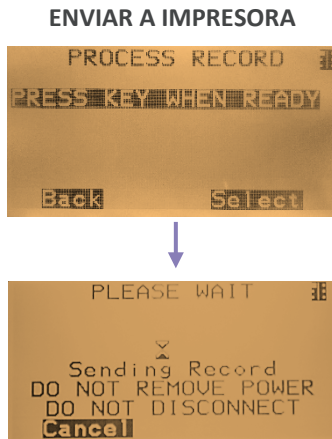 ENVIAR A IMPRESORA
PROCESS RECORD
PRESS KEY WHEN READY
Back Select
PLEASE WAIT
Sending Record
DO NOT REMOVE POWER
DO NOT DISCONNECT
Cancel